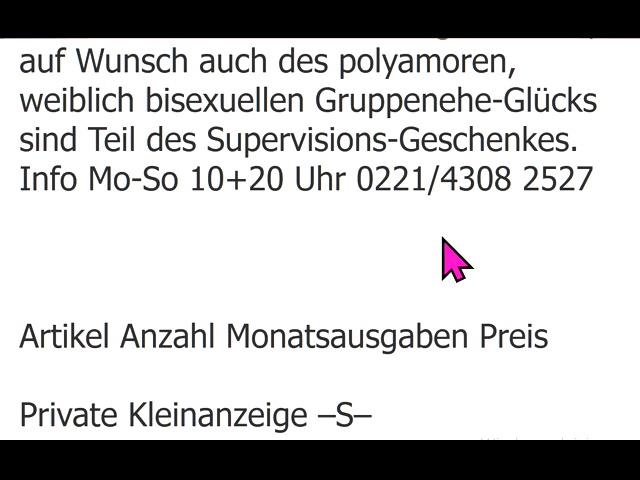 auf Wunsch auch des polyamoren,
weiblich bisexuellen Gruppenehe-Glücks
sind Teil des Supervisions-Geschenkes.
Info Mo-So 10+20 Uhr 0221/4308 2527
Artikel Anzahl Monatsausgaben Preis
Private Kleinanzeige –S–